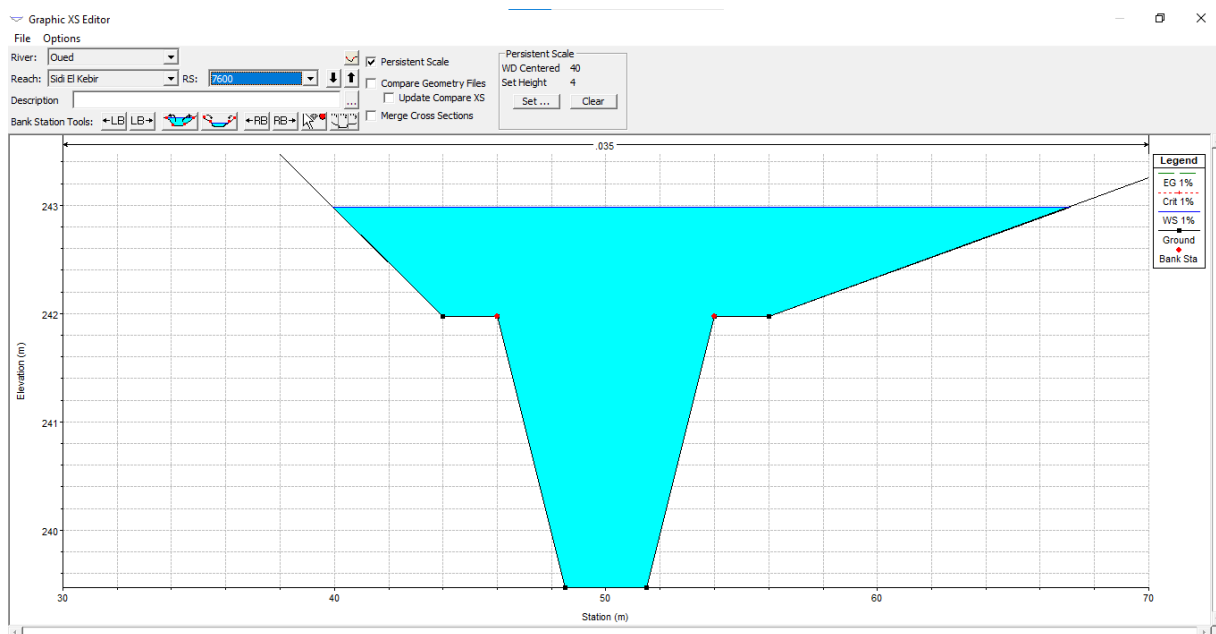 Graphic XS Editor
File Options
River: Oued
Reach: Sidi El Kebir RS: 7600
Description ...
Bank Station Tools: LB LB RB RB
Persistent Scale
Compare Geometry Files
Update Compare XS
Merge Cross Sections
Persistent Scale
WD Centered 40
Set Height 4
Set ... Clear
.035
Legend
EG 1%
Crit 1%
WS 1%
Ground
Bank Sta
243
242
241
240
Elevation (m)
30 40 50 60 70
Station (m)